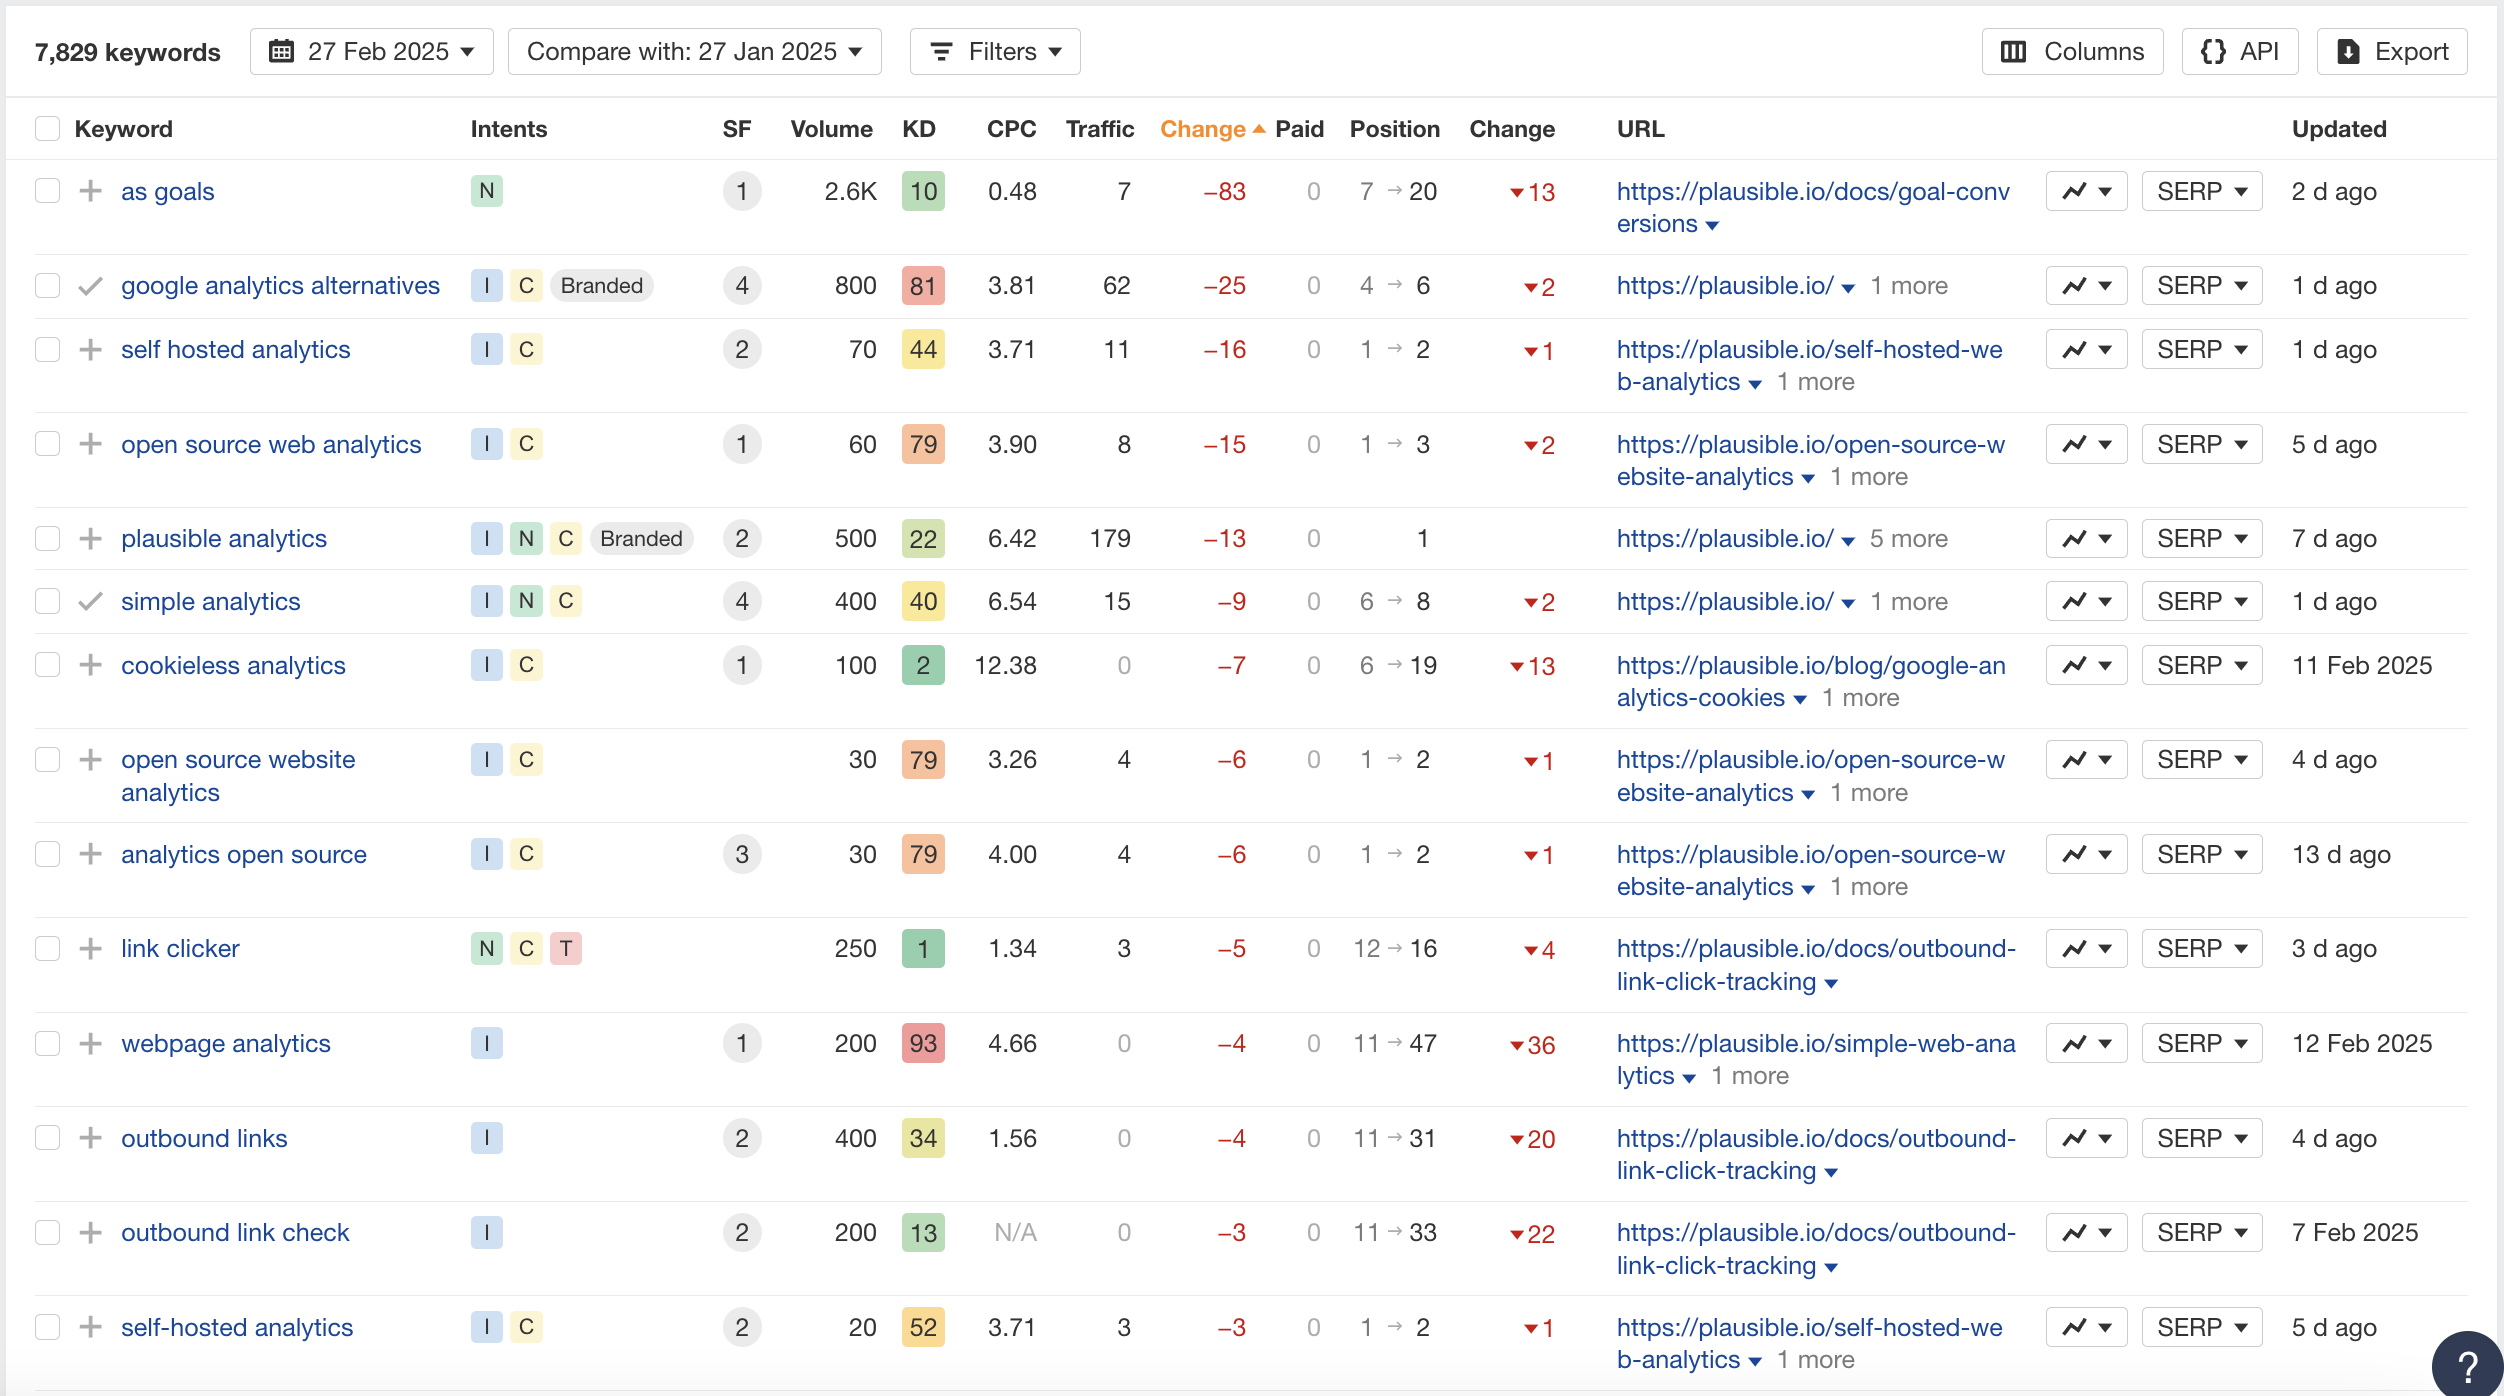 7,829 keywords 27 Feb 2025 Compare with: 27 Jan 2025 Filters Columns API Export
Keyword Intents SF Volume KD CPC Traffic Change Paid Position Change URL Updated
as goals N 1 2.6K 10 0.48 7 –83 0 7 → 20 13 https://plausible.io/docs/goal-conv SERP 2 d ago
ersions
google analytics alternatives I C Branded 4 800 81 3.81 62 –25 0 4 → 6 2 https://plausible.io/ 1 more SERP 1 d ago
self hosted analytics I C 2 70 44 3.71 11 –16 0 1 → 2 1 https://plausible.io/self-hosted-we SERP 1 d ago
b-analytics 1 more
open source web analytics I C 1 60 79 3.90 8 –15 0 1 → 3 2 https://plausible.io/open-source-w SERP 5 d ago
ebsite-analytics 1 more
plausible analytics I N C Branded 2 500 22 6.42 179 –13 0 1 https://plausible.io/ 5 more SERP 7 d ago
simple analytics I N C 4 400 40 6.54 15 –9 0 6 → 8 2 https://plausible.io/ 1 more SERP 1 d ago
cookieless analytics I C 1 100 2 12.38 0 –7 0 6 → 19 13 https://plausible.io/blog/google-an SERP 11 Feb 2025
alytics-cookies 1 more
open source website I C 30 79 3.26 4 –6 0 1 → 2 1 https://plausible.io/open-source-w SERP 4 d ago
analytics ebsite-analytics 1 more
analytics open source I C 3 30 79 4.00 4 –6 0 1 → 2 1 https://plausible.io/open-source-w SERP 13 d ago
ebsite-analytics 1 more
link clicker N C T 250 1 1.34 3 –5 0 12 → 16 4 https://plausible.io/docs/outbound- SERP 3 d ago
link-click-tracking
webpage analytics I 1 200 93 4.66 0 –4 0 11 → 47 36 https://plausible.io/simple-web-ana SERP 12 Feb 2025
lytics 1 more
outbound links I 2 400 34 1.56 0 –4 0 11 → 31 20 https://plausible.io/docs/outbound- SERP 4 d ago
link-click-tracking
outbound link check I 2 200 13 N/A 0 –3 0 11 → 33 22 https://plausible.io/docs/outbound- SERP 7 Feb 2025
link-click-tracking
self-hosted analytics I C 2 20 52 3.71 3 –3 0 1 → 2 1 https://plausible.io/self-hosted-we SERP 5 d ago
b-analytics 1 more
?